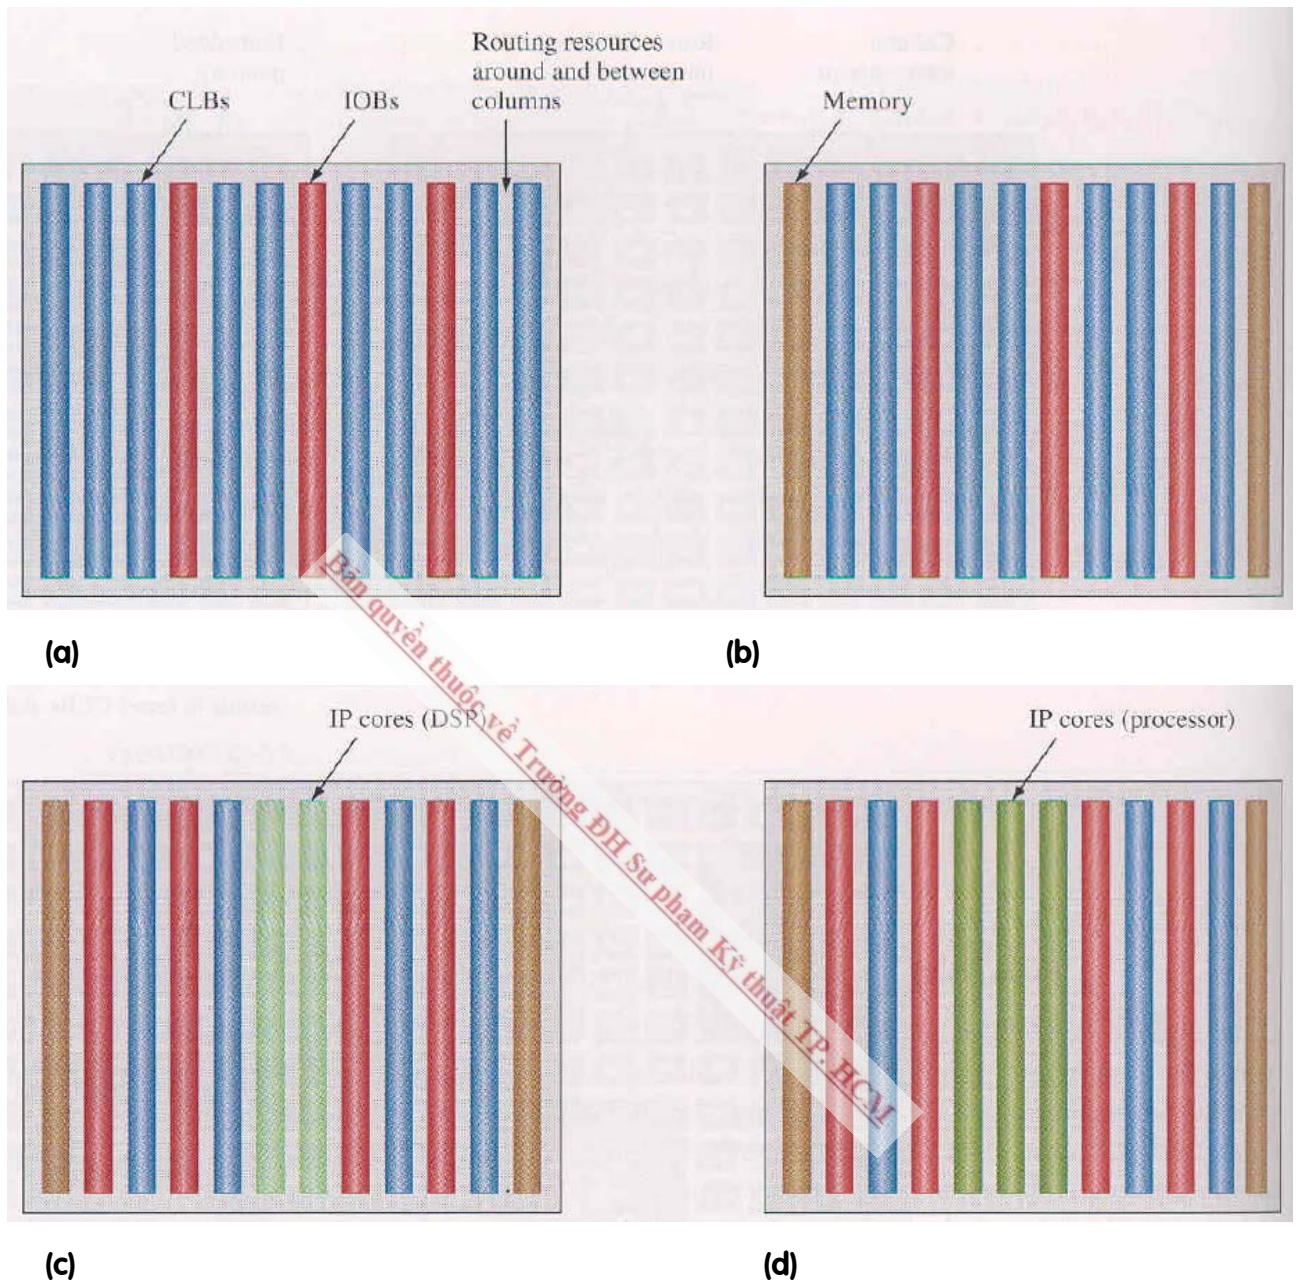 Routing resources
around and between
columns
CLBs
IOBs
Memory
(a)
(b)
IP cores (DSP)
IP cores (processor)
Bản quyền thuộc về Trường ĐH Sư phạm Kỹ thuật TP. HCM
(c)
(d)